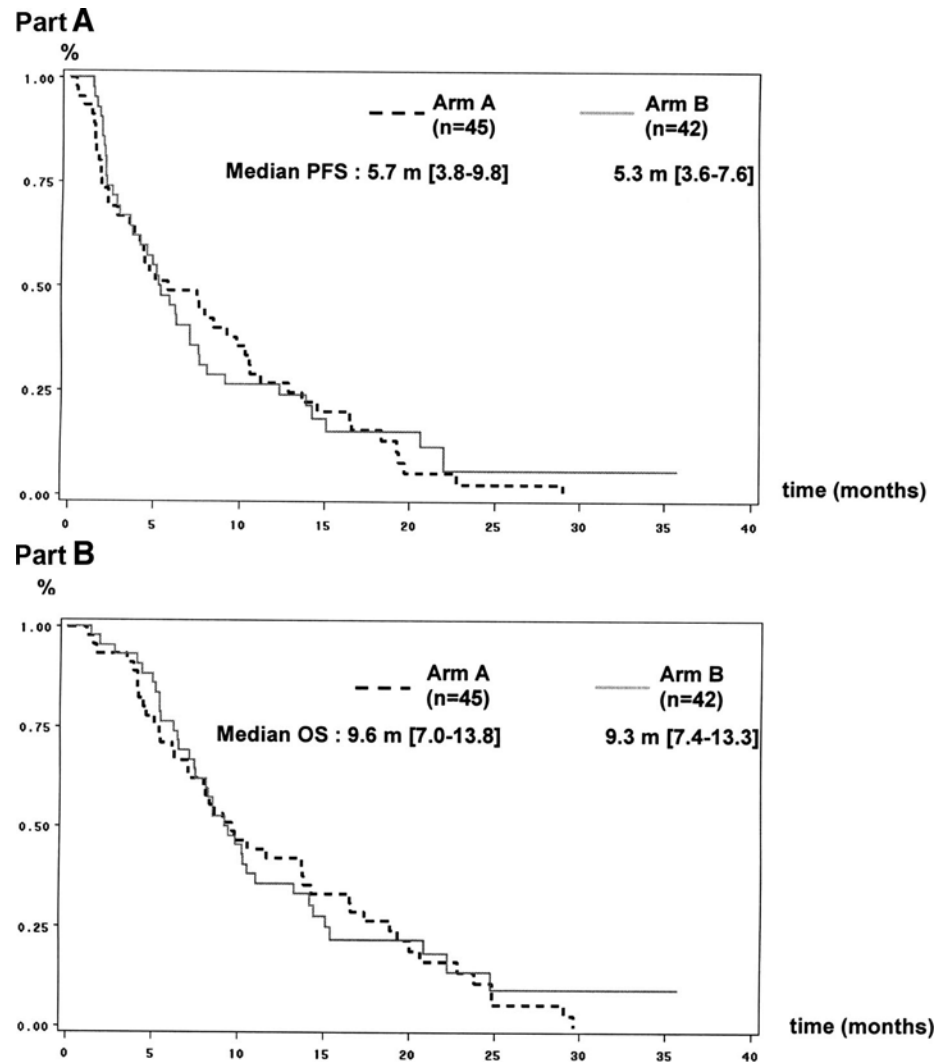 Part A
%
1.00
0.75
0.50
0.25
0.00
Arm A Arm B
(n=45) (n=42)
Median PFS : 5.7 m [3.8-9.8] 5.3 m [3.6-7.6]
0 5 10 15 20 25 30 35 40
time (months)
Part B
%
1.00
0.75
0.50
0.25
0.00
Arm A Arm B
(n=45) (n=42)
Median OS : 9.6 m [7.0-13.8] 9.3 m [7.4-13.3]
0 5 10 15 20 25 30 35 40
time (months)